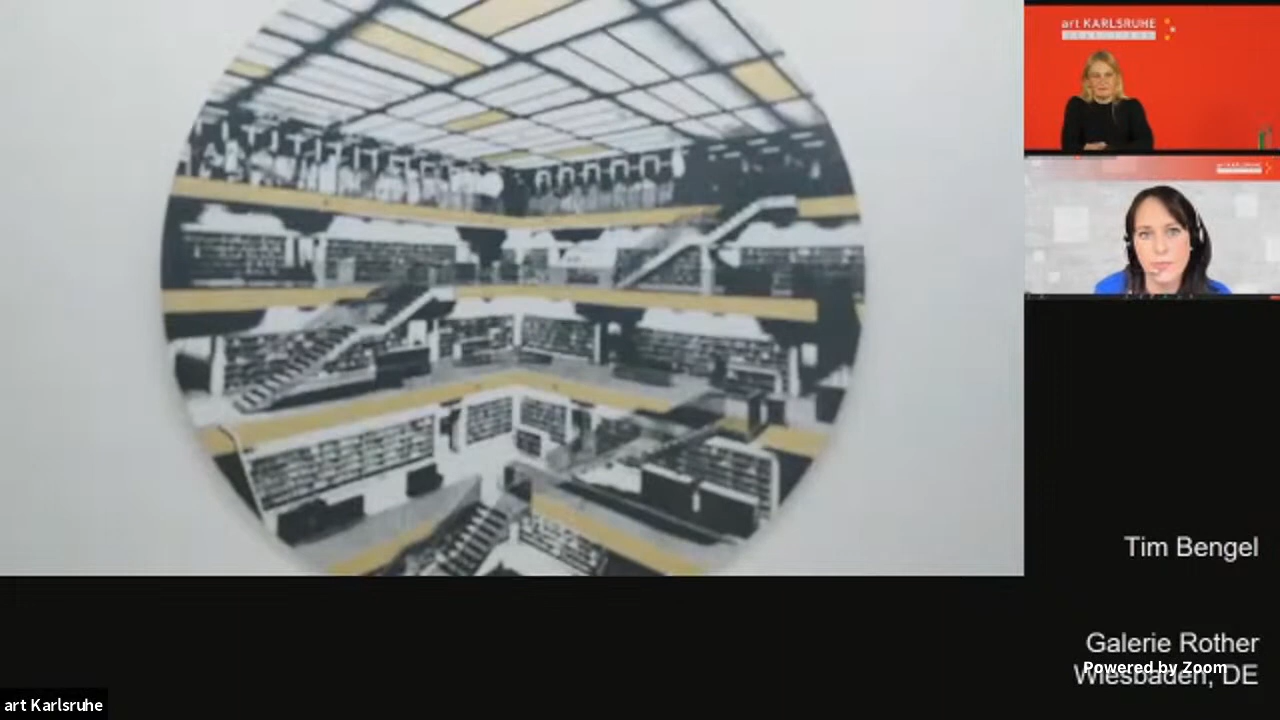 art KARLSRUHE
Tim Bengel
Galerie Rother
Wiesbaden, DE
Powered by Zoom
art Karlsruhe